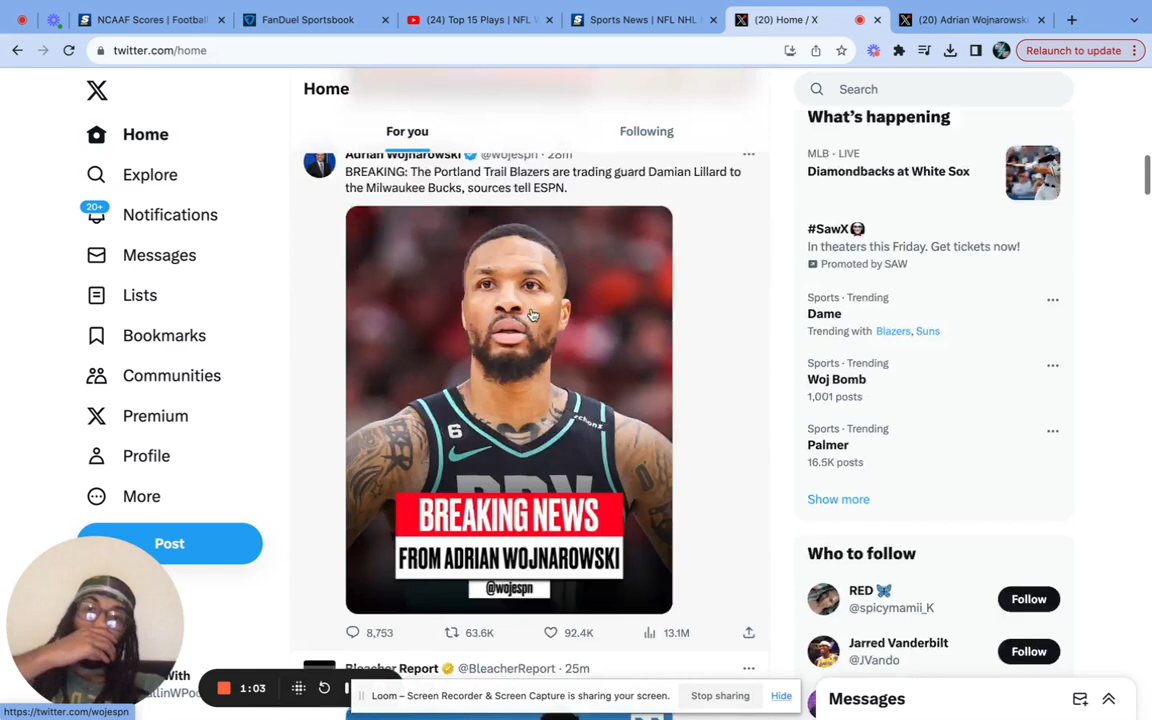 NCAAF Scores | Football
FanDuel Sportsbook
(24) Top 15 Plays | NFL
Sports News | NFL NHL
(20) Home / X
(20) Adrian Wojnarowski
twitter.com/home
Relaunch to update
Home
Explore
20+
Notifications
Messages
Lists
Bookmarks
Communities
Premium
Profile
More
Post
Home
For you
Following
Adrian Wojnarowski @wojespn · 28m
BREAKING: The Portland Trail Blazers are trading guard Damian Lillard to
the Milwaukee Bucks, sources tell ESPN.
6
BREAKING NEWS
FROM ADRIAN WOJNAROWSKI
@wojespn
8,753
63.6K
92.4K
13.1M
Bleacher Report @BleacherReport · 25m
Search
What's happening
MLB · LIVE
Diamondbacks at White Sox
#SawX
In theaters this Friday. Get tickets now!
Promoted by SAW
Sports · Trending
Dame
Trending with Blazers, Suns
Sports · Trending
Woj Bomb
1,001 posts
Sports · Trending
Palmer
16.5K posts
Show more
Who to follow
RED
@spicymamii_K
Follow
Jarred Vanderbilt
@JVando
Follow
Messages
With
1:03
Loom – Screen Recorder & Screen Capture is sharing your screen.
Stop sharing
Hide
https://twitter.com/wojespn